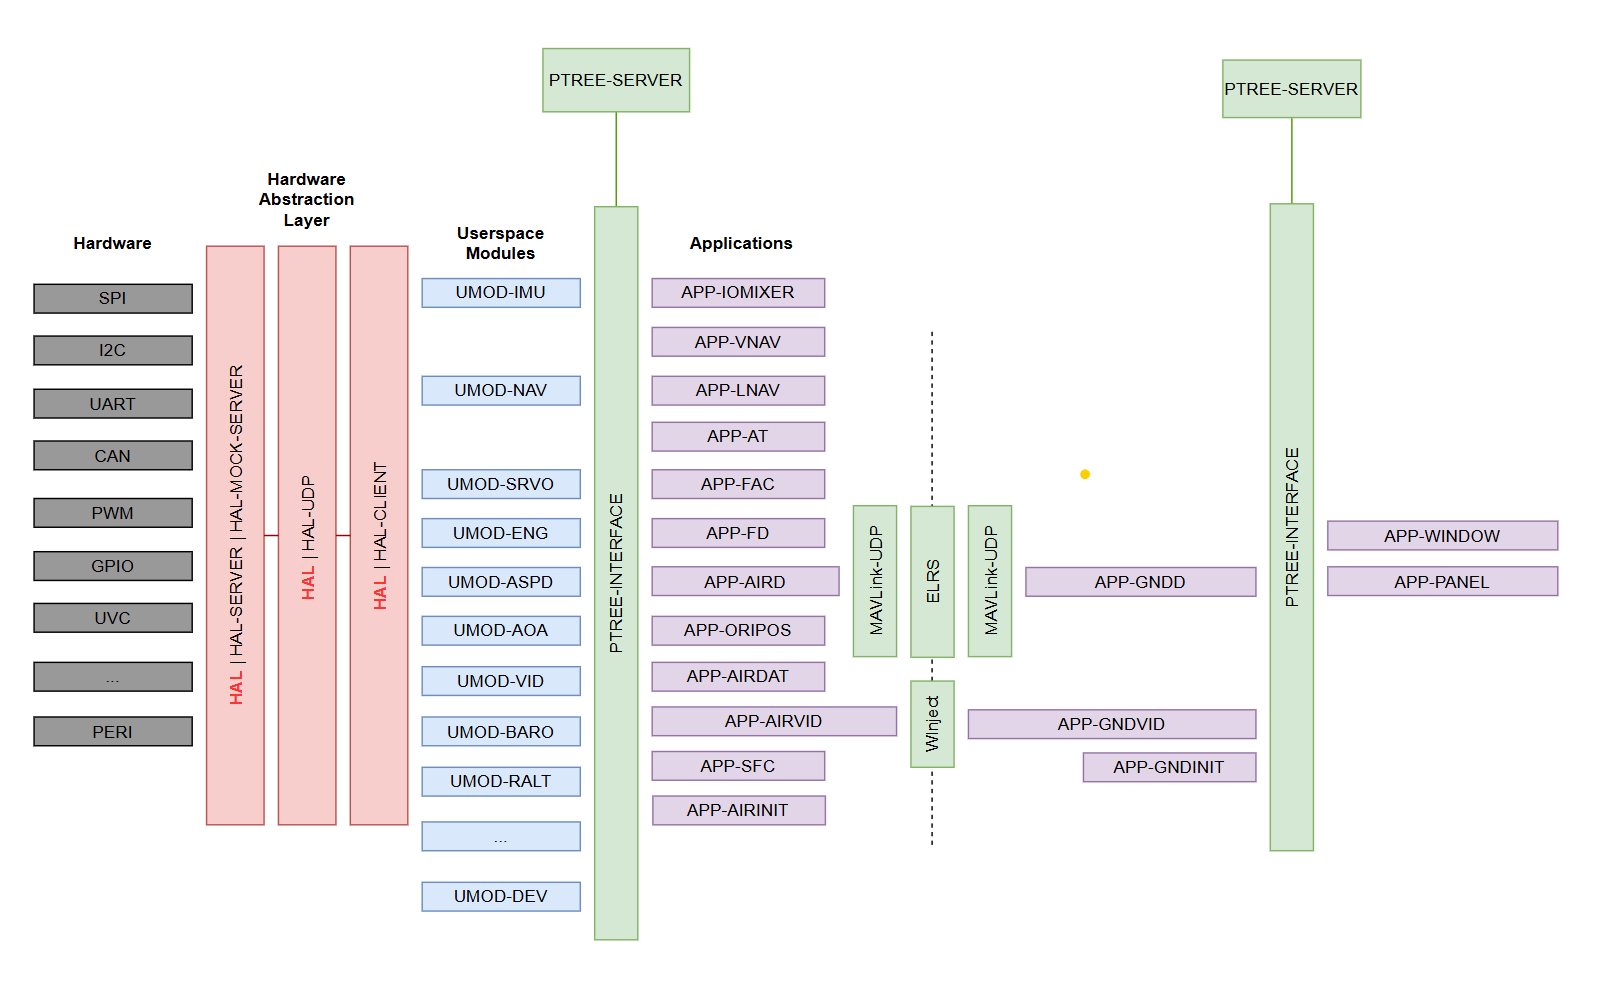 PTREE-SERVER
PTREE-SERVER
Hardware
Abstraction
Layer
Hardware
Userspace
Modules
Applications
SPI
I2C
UART
CAN
PWM
GPIO
UVC
...
PERI
HAL | HAL-SERVER | HAL-MOCK-SERVER
HAL | HAL-UDP
HAL | HAL-CLIENT
UMOD-IMU
UMOD-NAV
UMOD-SRVO
UMOD-ENG
UMOD-ASPD
UMOD-AOA
UMOD-VID
UMOD-BARO
UMOD-RALT
...
UMOD-DEV
PTREE-INTERFACE
APP-IOMIXER
APP-VNAV
APP-LNAV
APP-AT
APP-FAC
APP-FD
APP-AIRD
APP-ORIPOS
APP-AIRDAT
APP-AIRVID
APP-SFC
APP-AIRINIT
MAVLink-UDP
ELRS
MAVLink-UDP
WInject
APP-GNDD
APP-GNDVID
APP-GNDINIT
PTREE-INTERFACE
APP-WINDOW
APP-PANEL